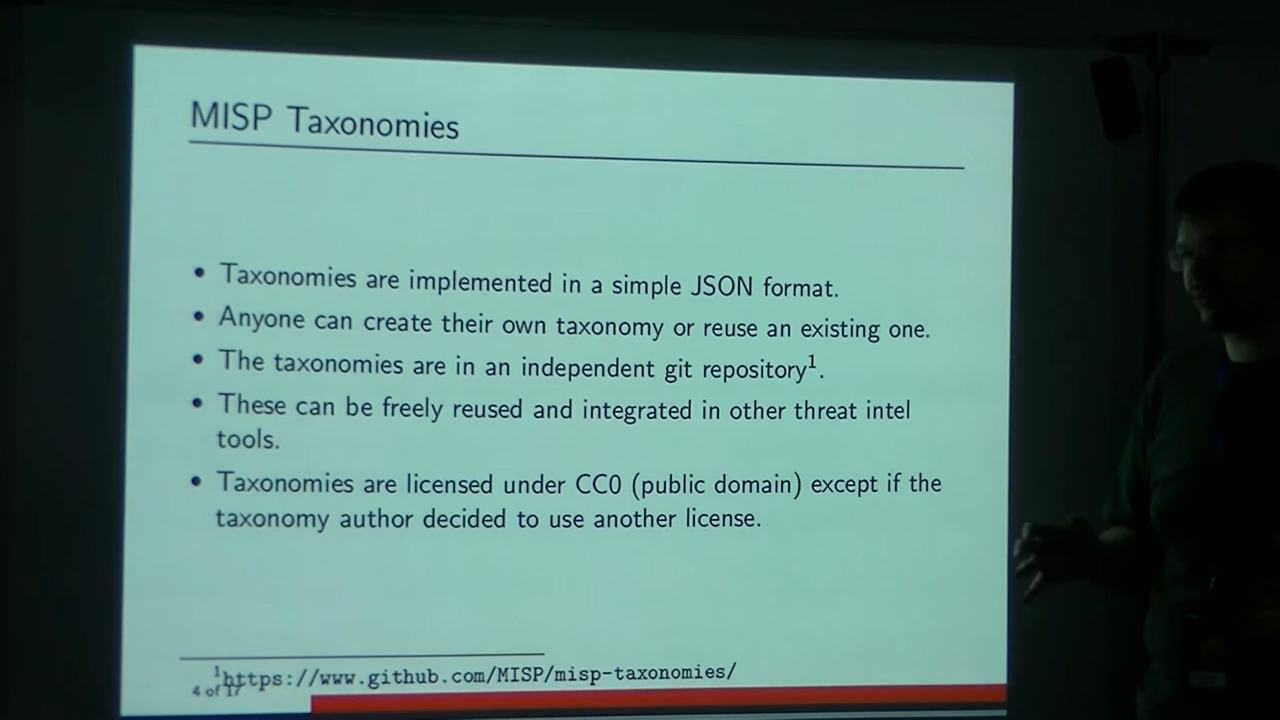 MISP Taxonomies
• Taxonomies are implemented in a simple JSON format.
• Anyone can create their own taxonomy or reuse an existing one.
• The taxonomies are in an independent git repository¹.
• These can be freely reused and integrated in other threat intel
tools.
• Taxonomies are licensed under CC0 (public domain) except if the
taxonomy author decided to use another license.
¹https://www.github.com/MISP/misp-taxonomies/
4 of 17